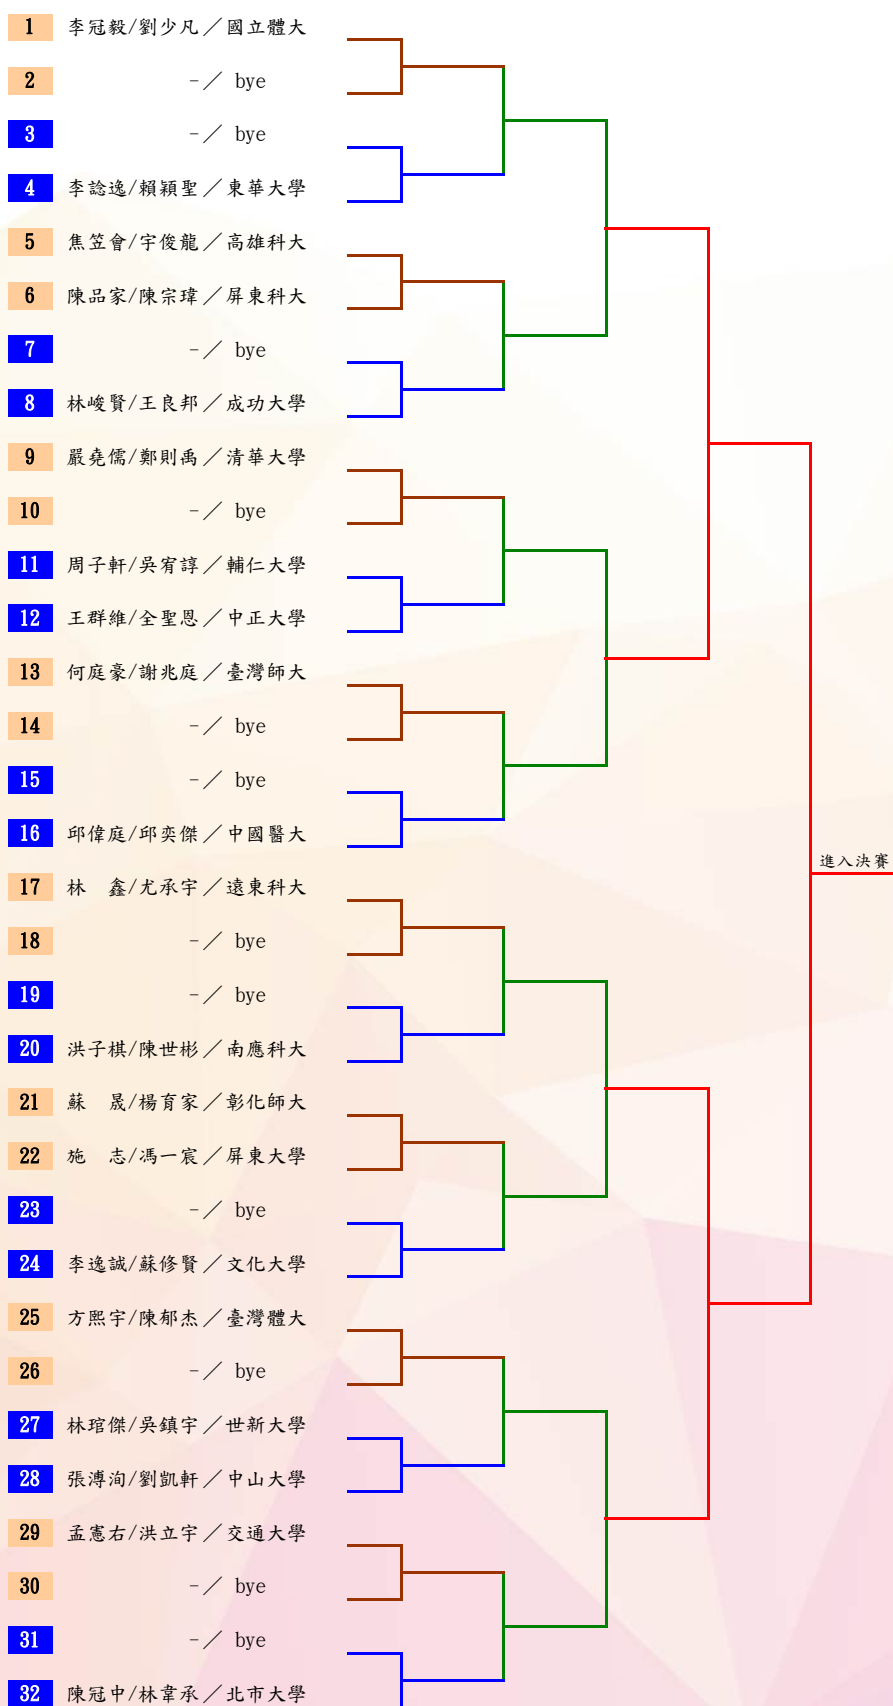 1 李冠毅/劉少凡／國立體大
2 -／ bye
3 -／ bye
4 李諗逸/賴穎聖／東華大學
5 焦笠會/宇俊龍／高雄科大
6 陳品家/陳宗瑋／屏東科大
7 -／ bye
8 林峻賢/王良邦／成功大學
9 嚴堯儒/鄭則禹／清華大學
10 -／ bye
11 周子軒/吳宥諄／輔仁大學
12 王群維/全聖恩／中正大學
13 何庭豪/謝兆庭／臺灣師大
14 -／ bye
15 -／ bye
16 邱偉庭/邱奕傑／中國醫大
進入決賽
17 林　鑫/尤承宇／遠東科大
18 -／ bye
19 -／ bye
20 洪子棋/陳世彬／南應科大
21 蘇　晟/楊育家／彰化師大
22 施　志/馮一宸／屏東大學
23 -／ bye
24 李逸誠/蘇修賢／文化大學
25 方熙宇/陳郁杰／臺灣體大
26 -／ bye
27 林琯傑/吳鎮宇／世新大學
28 張溥洵/劉凱軒／中山大學
29 孟憲右/洪立宇／交通大學
30 -／ bye
31 -／ bye
32 陳冠中/林韋承／北市大學